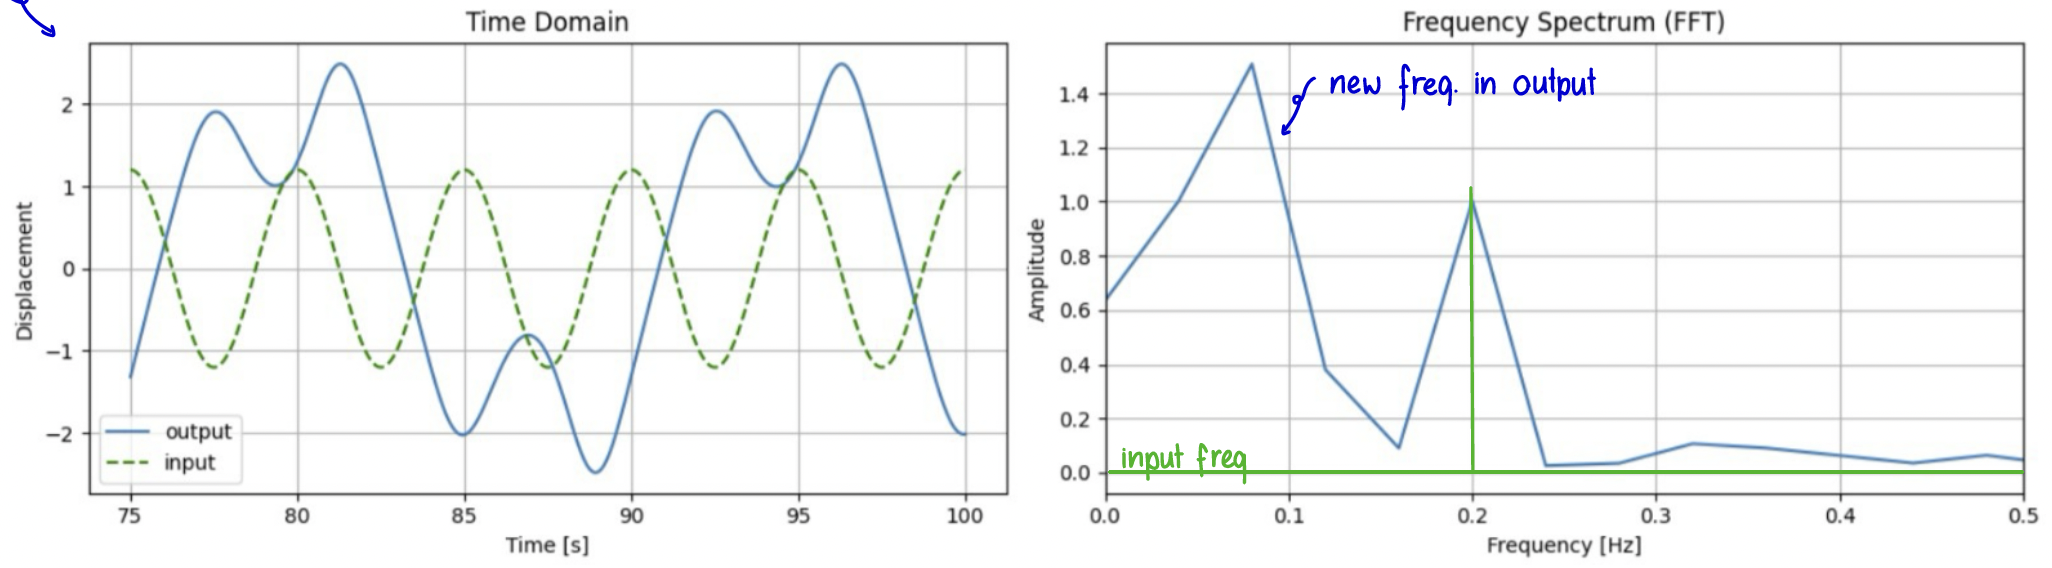 Time Domain
2
1
0
−1
−2
Displacement
output
input
75 80 85 90 95 100
Time [s]
Frequency Spectrum (FFT)
new freq. in output
1.4
1.2
1.0
0.8
0.6
0.4
0.2
0.0
Amplitude
input freq
0.0 0.1 0.2 0.3 0.4 0.5
Frequency [Hz]